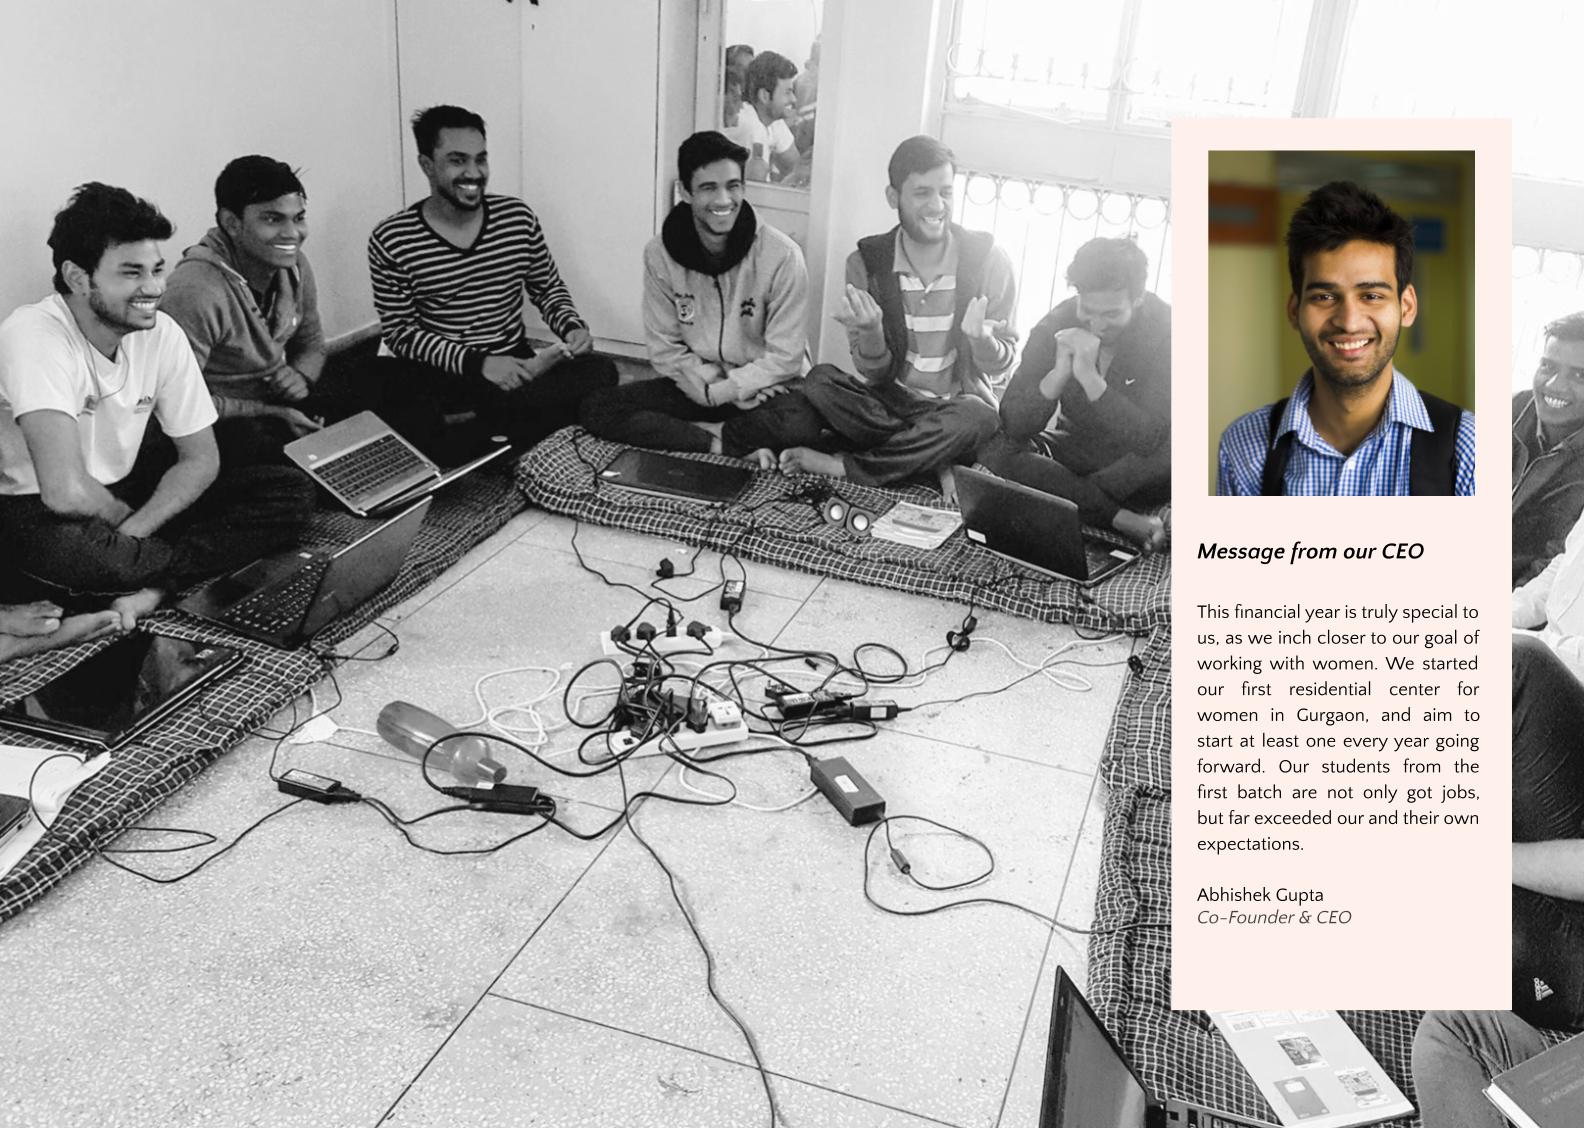 Message from our CEO
This financial year is truly special to
us, as we inch closer to our goal of
working with women. We started
our first residential center for
women in Gurgaon, and aim to
start at least one every year going
forward. Our students from the
first batch are not only got jobs,
but far exceeded our and their own
expectations.
Abhishek Gupta
Co-Founder & CEO